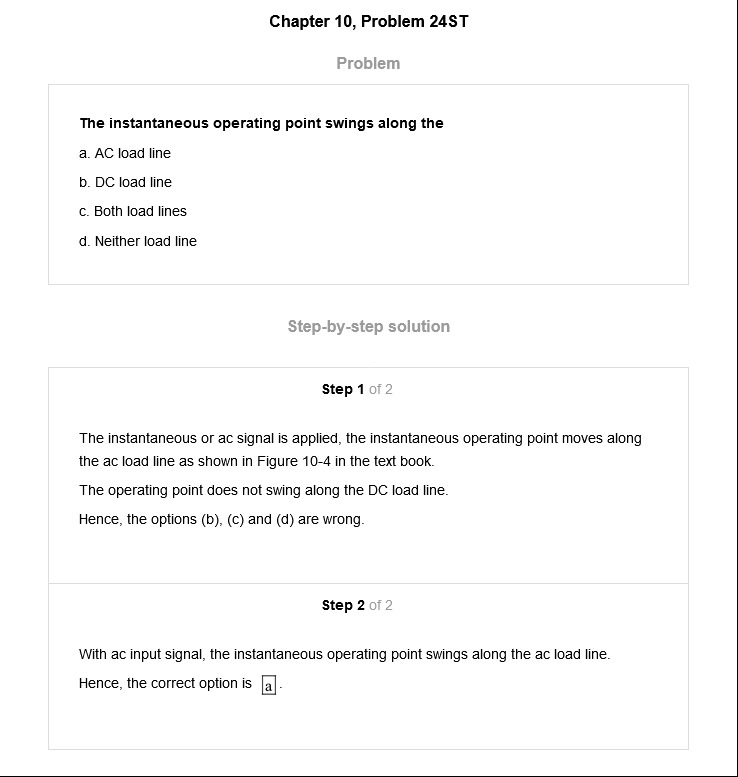 Chapter 10, Problem 24ST
Problem
The instantaneous operating point swings along the
a. AC load line
b. DC load line
c. Both load lines
d. Neither load line
Step-by-step solution
Step 1 of 2
The instantaneous or ac signal is applied, the instantaneous operating point moves along
the ac load line as shown in Figure 10-4 in the text book.
The operating point does not swing along the DC load line.
Hence, the options (b), (c) and (d) are wrong.
Step 2 of 2
With ac input signal, the instantaneous operating point swings along the ac load line.
Hence, the correct option is a.